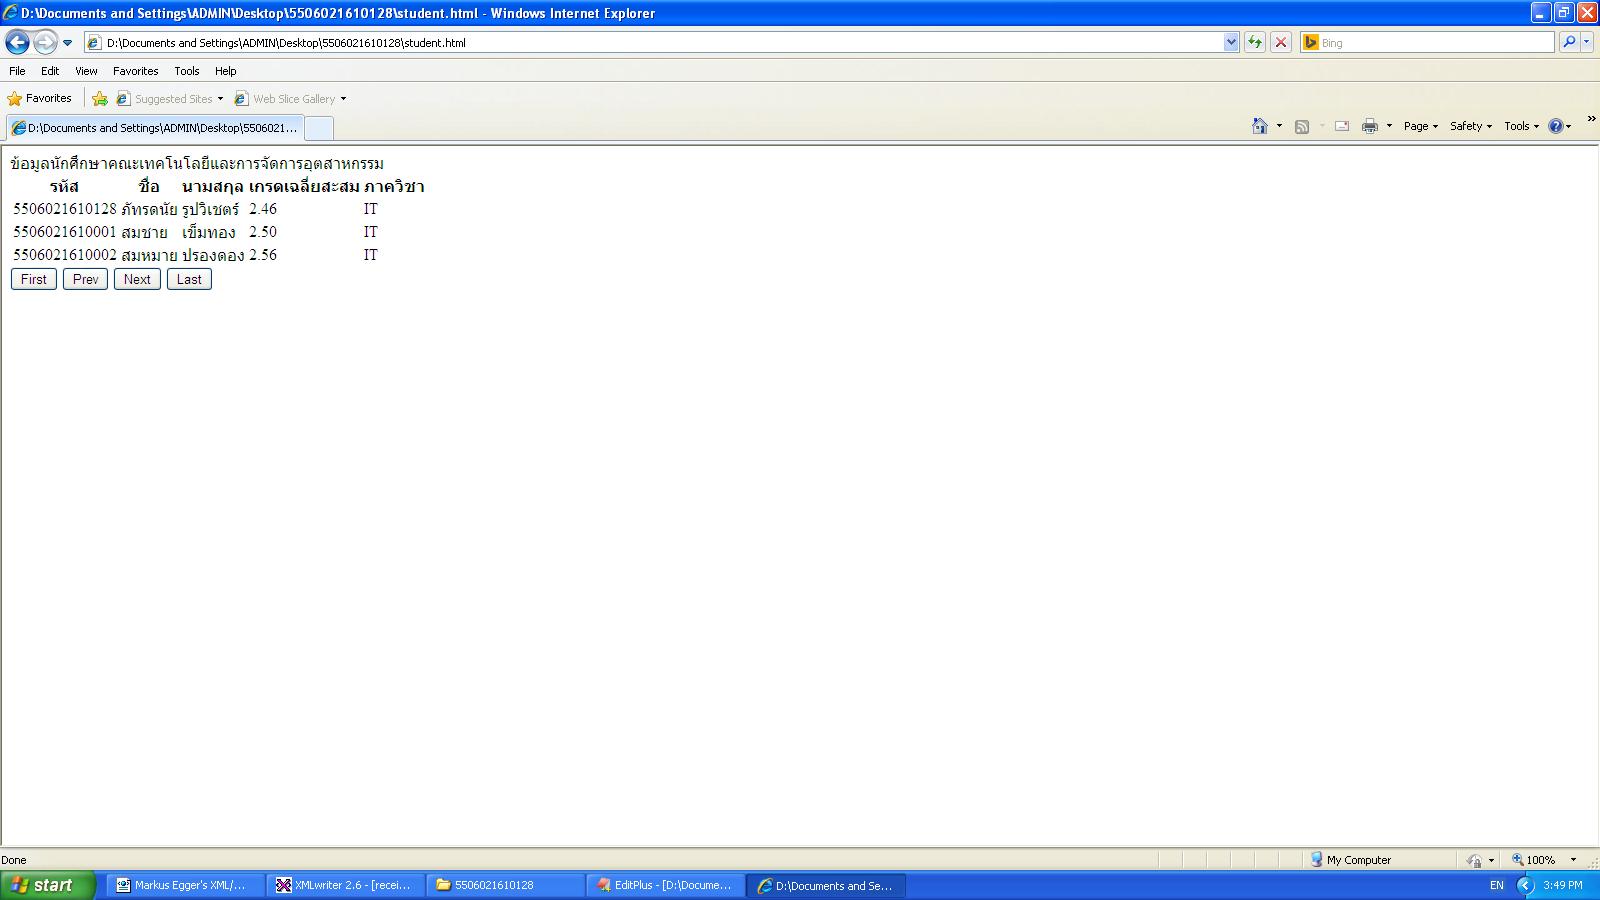 D:\Documents and Settings\ADMIN\Desktop\5506021610128\student.html - Windows Internet Explorer
D:\Documents and Settings\ADMIN\Desktop\5506021610128\student.html
Bing
File Edit View Favorites Tools Help
Favorites Suggested Sites Web Slice Gallery
D:\Documents and Settings\ADMIN\Desktop\5506021... Page Safety Tools
ข้อมูลนักศึกษาคณะเทคโนโลยีและการจัดการอุตสาหกรรม
รหัส ชื่อ นามสกุล เกรดเฉลี่ยสะสม ภาควิชา
5506021610128 ภัทรดนัย รูปวิเชตร์ 2.46 IT
5506021610001 สมชาย เข็มทอง 2.50 IT
5506021610002 สมหมาย ปรองดอง 2.56 IT
First Prev Next Last
Done My Computer 100%
start Markus Egger's XML/... XMLwriter 2.6 - [recei... 5506021610128 EditPlus - [D:\Docume... D:\Documents and Se... EN 3:49 PM